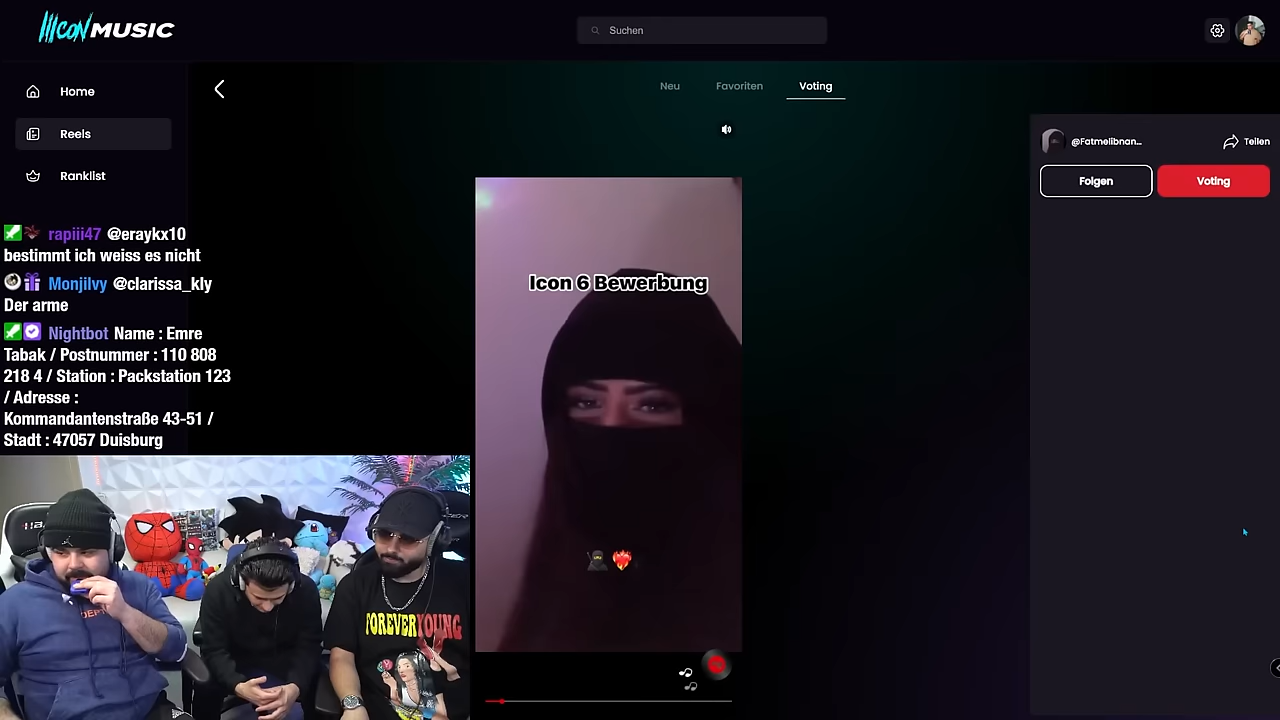 IIICON MUSIC
Suchen
Home
Reels
Ranklist
Neu
Favoriten
Voting
@Fatmelibnan...
Teilen
Folgen
Voting
rapiii47 @eraykx10
bestimmt ich weiss es nicht
Monjilvy @clarissa_kly
Der arme
Nightbot Name : Emre
Tabak / Postnummer : 110 808
218 4 / Station : Packstation 123
/ Adresse :
Kommandantenstraße 43-51 /
Stadt : 47057 Duisburg
Icon 6 Bewerbung
FOREVER YOUNG